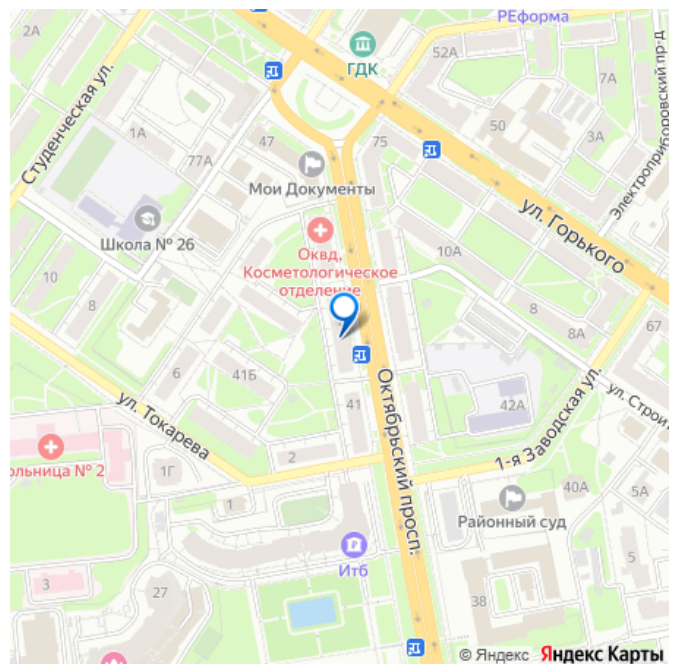 РЕформа
ГДК
52А
7А
Электроприборовский пр-д
Студенческая ул.
1А
77А
47
75
50
3А
Мои Документы
ул. Горького
Школа № 26
Оквд,
Косметологическое
отделение
10А
10
8
8
8А
67
6
41Б
41
42А
ул. Строит
ул. Токарева
Октябрьский просп.
1-я Заводская ул.
ольница № 2
1Г
2
1
40А
5А
Районный суд
Итб
3
27
38
5
© Яндекс Яндекс Карты